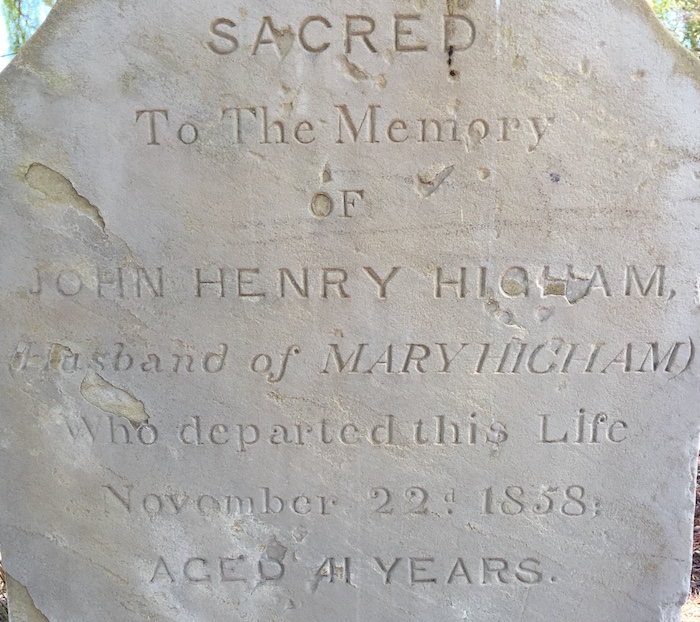 SACRED
To The Memory
OF
JOHN HENRY HIGHAM,
(Husband of MARY HIGHAM)
Who departed this Life
November 22d. 1858;
AGED 41 YEARS.